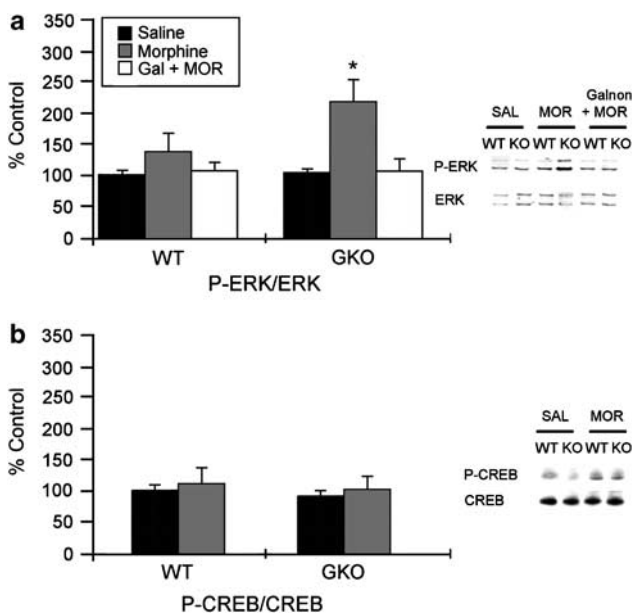 a
350
300
250
200
150
100
50
0
% Control
Saline
Morphine
Gal + MOR
*
WT
GKO
P-ERK/ERK
Galnon
SAL MOR + MOR
WT KO WT KO WT KO
P-ERK
ERK
b
350
300
250
200
150
100
50
0
% Control
WT
GKO
P-CREB/CREB
SAL MOR
WT KO WT KO
P-CREB
CREB